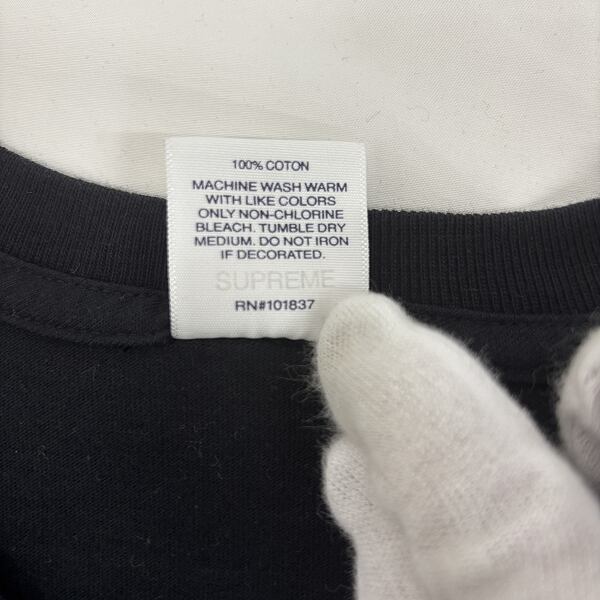 100% COTON
MACHINE WASH WARM
WITH LIKE COLORS
ONLY NON-CHLORINE
BLEACH. TUMBLE DRY
MEDIUM. DO NOT IRON
IF DECORATED.
SUPREME
RN#101837